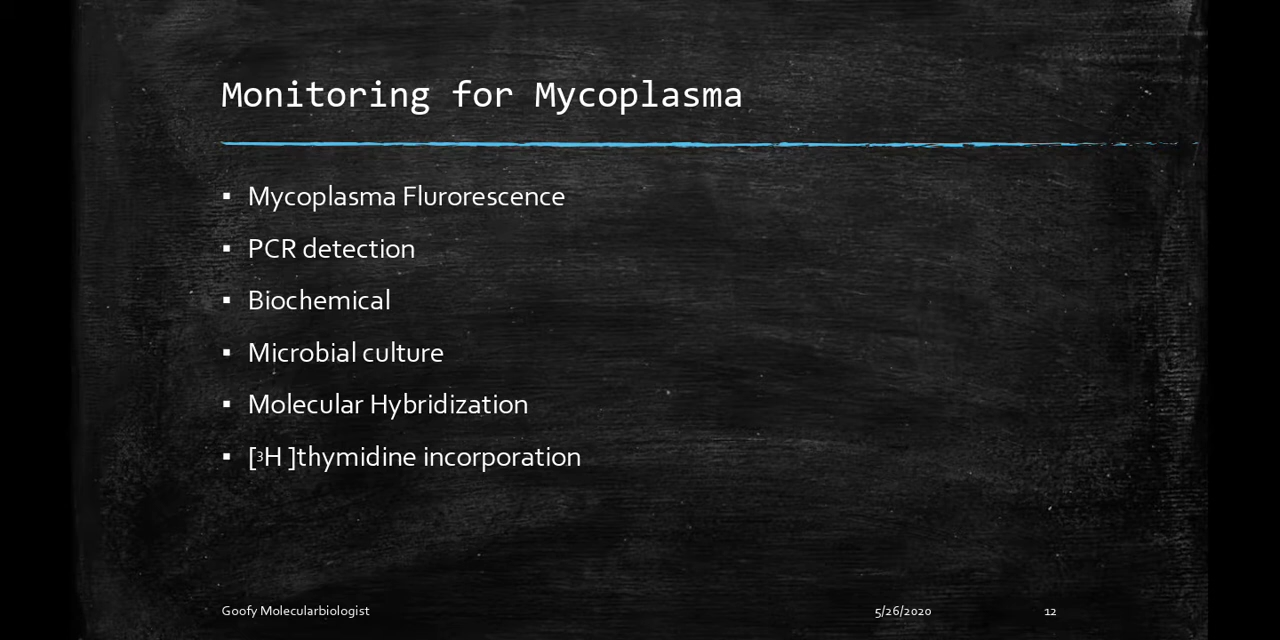 Monitoring for Mycoplasma
▪ Mycoplasma Flurorescence
▪ PCR detection
▪ Biochemical
▪ Microbial culture
▪ Molecular Hybridization
▪ [³H ]thymidine incorporation
Goofy Molecularbiologist 5/26/2020 12